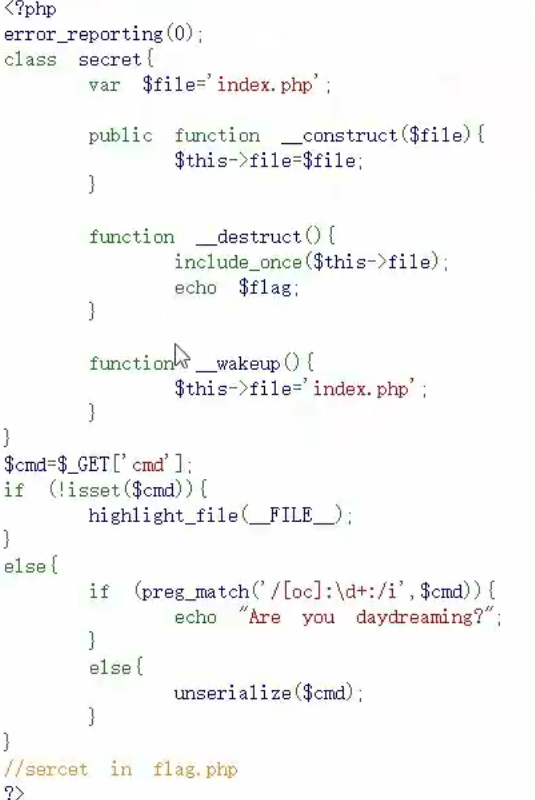 <?php
error_reporting(0);
class secret{
var $file='index.php';
public function __construct($file){
$this->file=$file;
}
function __destruct(){
include_once($this->file);
echo $flag;
}
function __wakeup(){
$this->file='index.php';
}
}
$cmd=$_GET['cmd'];
if (!isset($cmd)){
highlight_file(__FILE__);
}
else{
if (preg_match('/[oc]:\d+:/i',$cmd)){
echo "Are you daydreaming?";
}
else{
unserialize($cmd);
}
}
//sercet in flag.php
?>